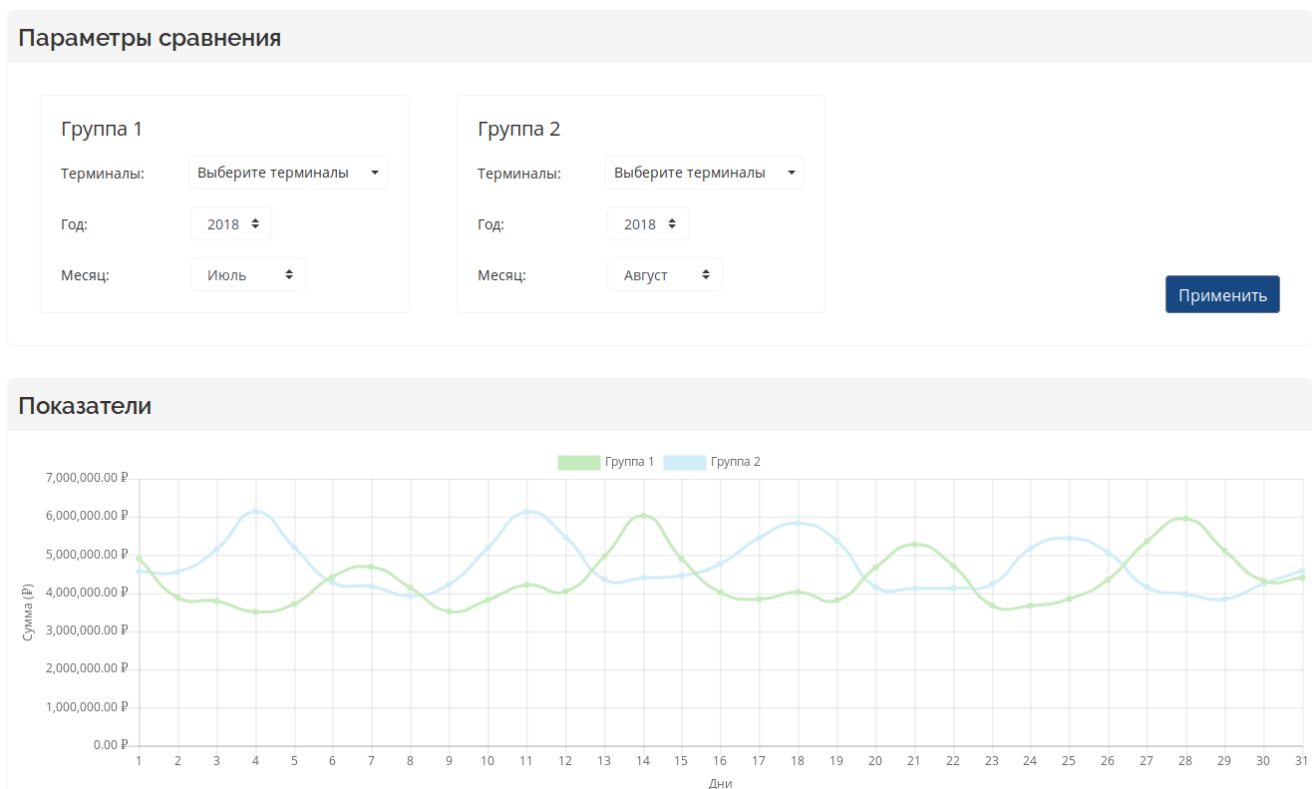 Параметры сравнения
Группа 1
Терминалы: Выберите терминалы
Год: 2018
Месяц: Июль
Группа 2
Терминалы: Выберите терминалы
Год: 2018
Месяц: Август
Применить
Показатели
Группа 1 Группа 2
7,000,000.00 ₽
6,000,000.00 ₽
5,000,000.00 ₽
4,000,000.00 ₽
3,000,000.00 ₽
2,000,000.00 ₽
1,000,000.00 ₽
0.00 ₽
Сумма (₽)
1 2 3 4 5 6 7 8 9 10 11 12 13 14 15 16 17 18 19 20 21 22 23 24 25 26 27 28 29 30 31
Дни